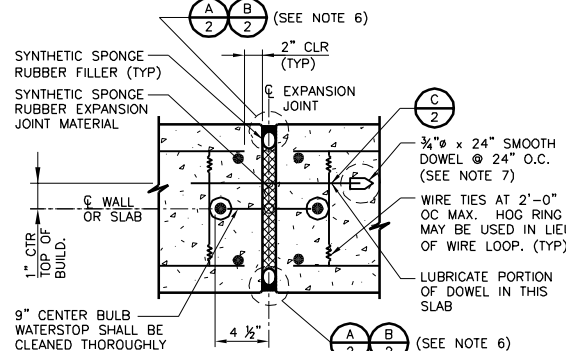 A B (SEE NOTE 6)
2 2
SYNTHETIC SPONGE
RUBBER FILLER (TYP)
2" CLR
(TYP)
SYNTHETIC SPONGE
RUBBER EXPANSION
JOINT MATERIAL
℄ EXPANSION
JOINT
C
2
¾"ø x 24" SMOOTH
DOWEL @ 24" O.C.
(SEE NOTE 7)
℄ WALL
OR SLAB
WIRE TIES AT 2'-0"
OC MAX. HOG RING
MAY BE USED IN LIEU
OF WIRE LOOP. (TYP)
1" CTR
TOP OF
BUILD.
LUBRICATE PORTION
OF DOWEL IN THIS
SLAB
9" CENTER BULB
WATERSTOP SHALL BE
CLEANED THOROUGHLY
4 ½"
A B (SEE NOTE 6)
2 2